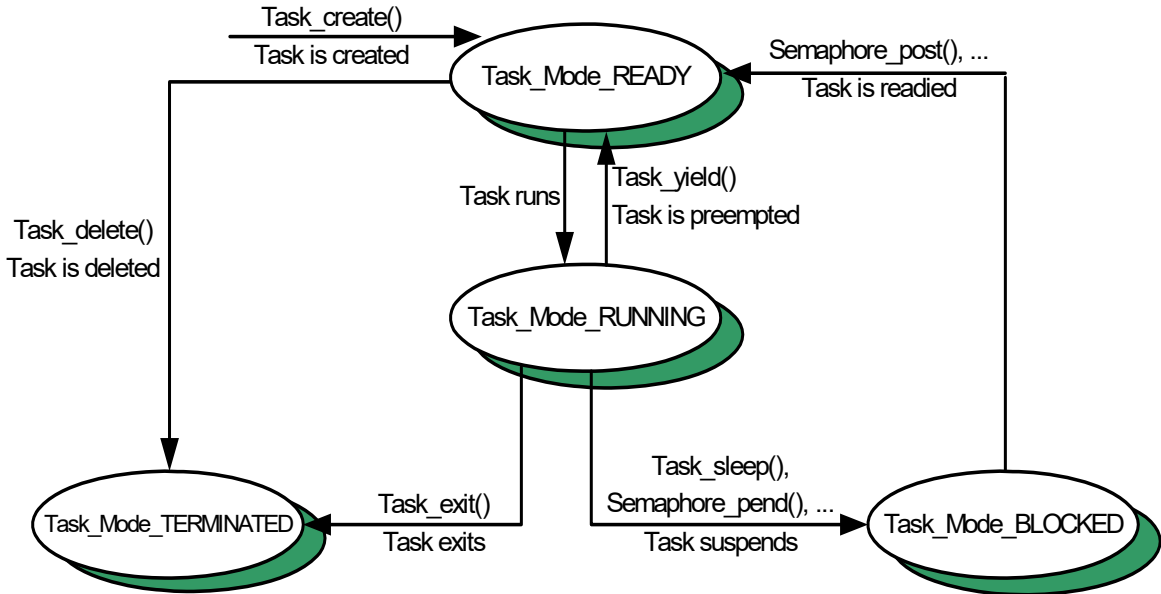 Task_create()
Task is created
Task_Mode_READY
Semaphore_post(), ...
Task is readied
Task runs
Task_yield()
Task is preempted
Task_delete()
Task is deleted
Task_Mode_RUNNING
Task_exit()
Task exits
Task_sleep(),
Semaphore_pend(), ...
Task suspends
Task_Mode_TERMINATED
Task_Mode_BLOCKED